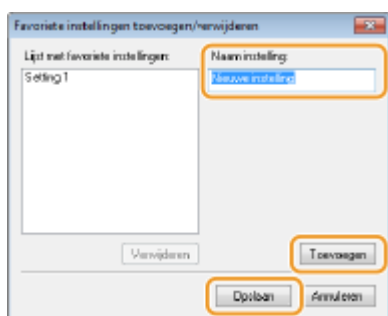 Favoriete instellingen toevoegen/verwijderen
Lijst met favoriete instellingen:
Naam instelling:
Setting 1
Nieuwe instelling
Verwijderen
Toevoegen
Opslaan
Annuleren